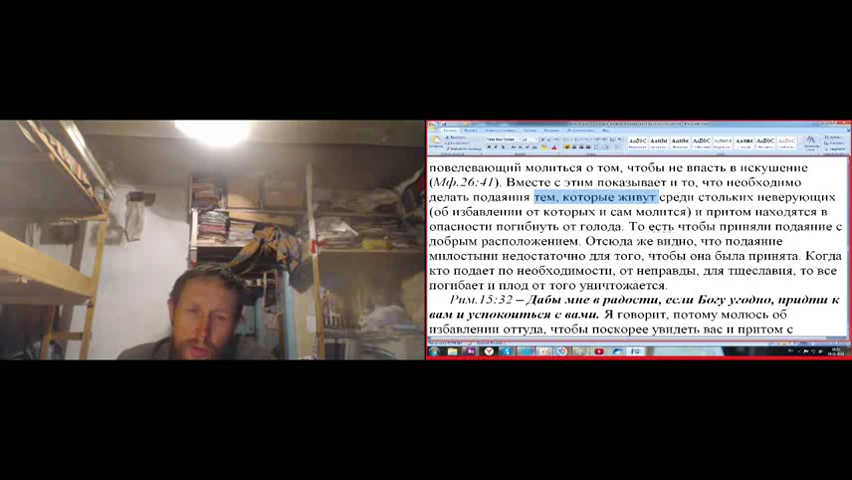 повелевающий молиться о том, чтобы не впасть в искушение
(Мф.26:41). Вместе с этим показывает и то, что необходимо
делать подаяния тем, которые живут среди стольких неверующих
(об избавлении от которых и сам молится) и притом находятся в
опасности погибнуть от голода. То есть чтобы приняли подаяние с
добрым расположением. Отсюда же видно, что подаяние
милостыни недостаточно для того, чтобы она была принята. Когда
кто подает по необходимости, от неправды, для тщеславия, то все
погибает и плод от того уничтожается.
Рим.15:32 – Дабы мне в радости, если Богу угодно, придти к
вам и успокоиться с вами. Я говорит, потому молюсь об
избавлении оттуда, чтобы поскорее увидеть вас и притом с